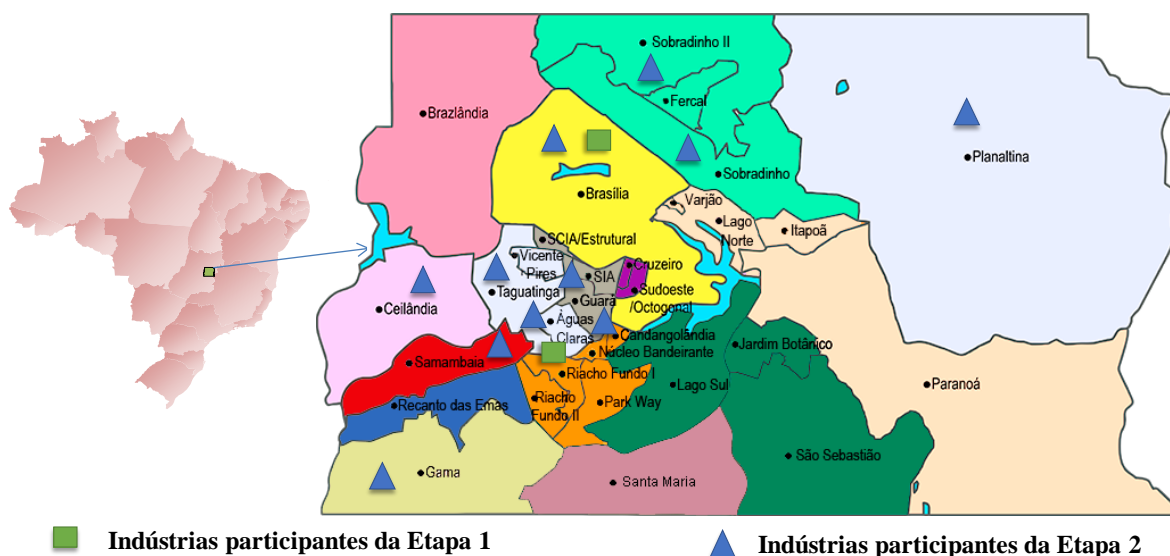 Sobradinho II
Fercal
Brazlândia
Planaltina
Sobradinho
Brasília
Varjão
Lago
Norte
Itapoã
SCIA/Estrutural
Vicente
Pires
SIA
Cruzeiro
Taguatinga
Sudoeste
/Octogonal
Guará
Ceilândia
Águas
Claras
Candangolândia
Núcleo Bandeirante
Jardim Botânico
Samambaia
Riacho Fundo I
Lago Sul
Paranoá
Riacho
Fundo II
Park Way
Recanto das Emas
São Sebastião
Gama
Santa Maria
Indústrias participantes da Etapa 1
Indústrias participantes da Etapa 2